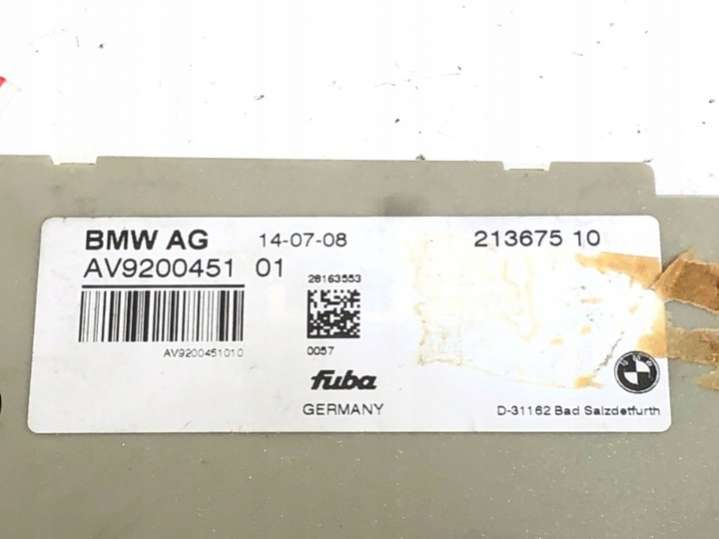 BMW AG 14-07-08 213675 10
AV9200451 01
28163553
AV9200451010
0057
fuba
GERMANY
D-31162 Bad Salzdetfurth